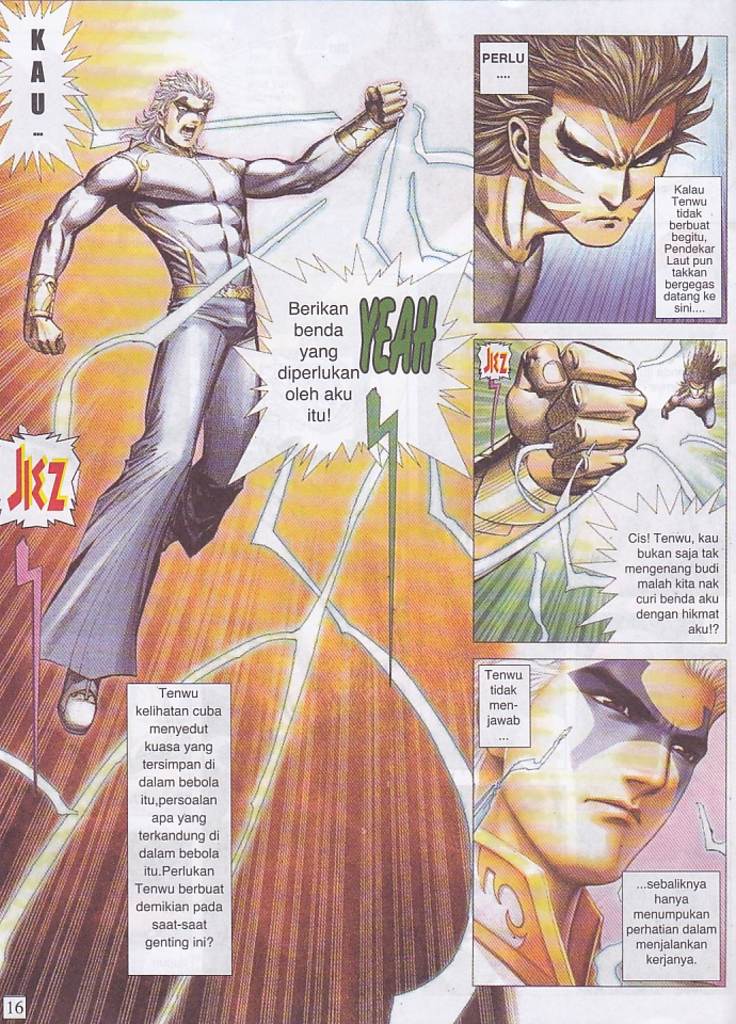 K
A
U
...
Berikan
benda
yang
diperlukan
oleh aku
itu!
YEAH
JIEZ
Tenwu
kelihatan cuba
menyedut
kuasa yang
tersimpan di
dalam bebola
itu,persoalan
apa yang
terkandung di
dalam bebola
itu.Perlukan
Tenwu berbuat
demikian pada
saat-saat
genting ini?
PERLU
....
Kalau
Tenwu
tidak
berbuat
begitu,
Pendekar
Laut pun
takkan
bergegas
datang ke
sini....
JIEZ
Cis! Tenwu, kau
bukan saja tak
mengenang budi
malah kita nak
curi benda aku
dengan hikmat
aku!?
Tenwu
tidak
men-
jawab
...
5
...sebaliknya
hanya
menumpukan
perhatian dalam
menjalankan
kerjanya.
16